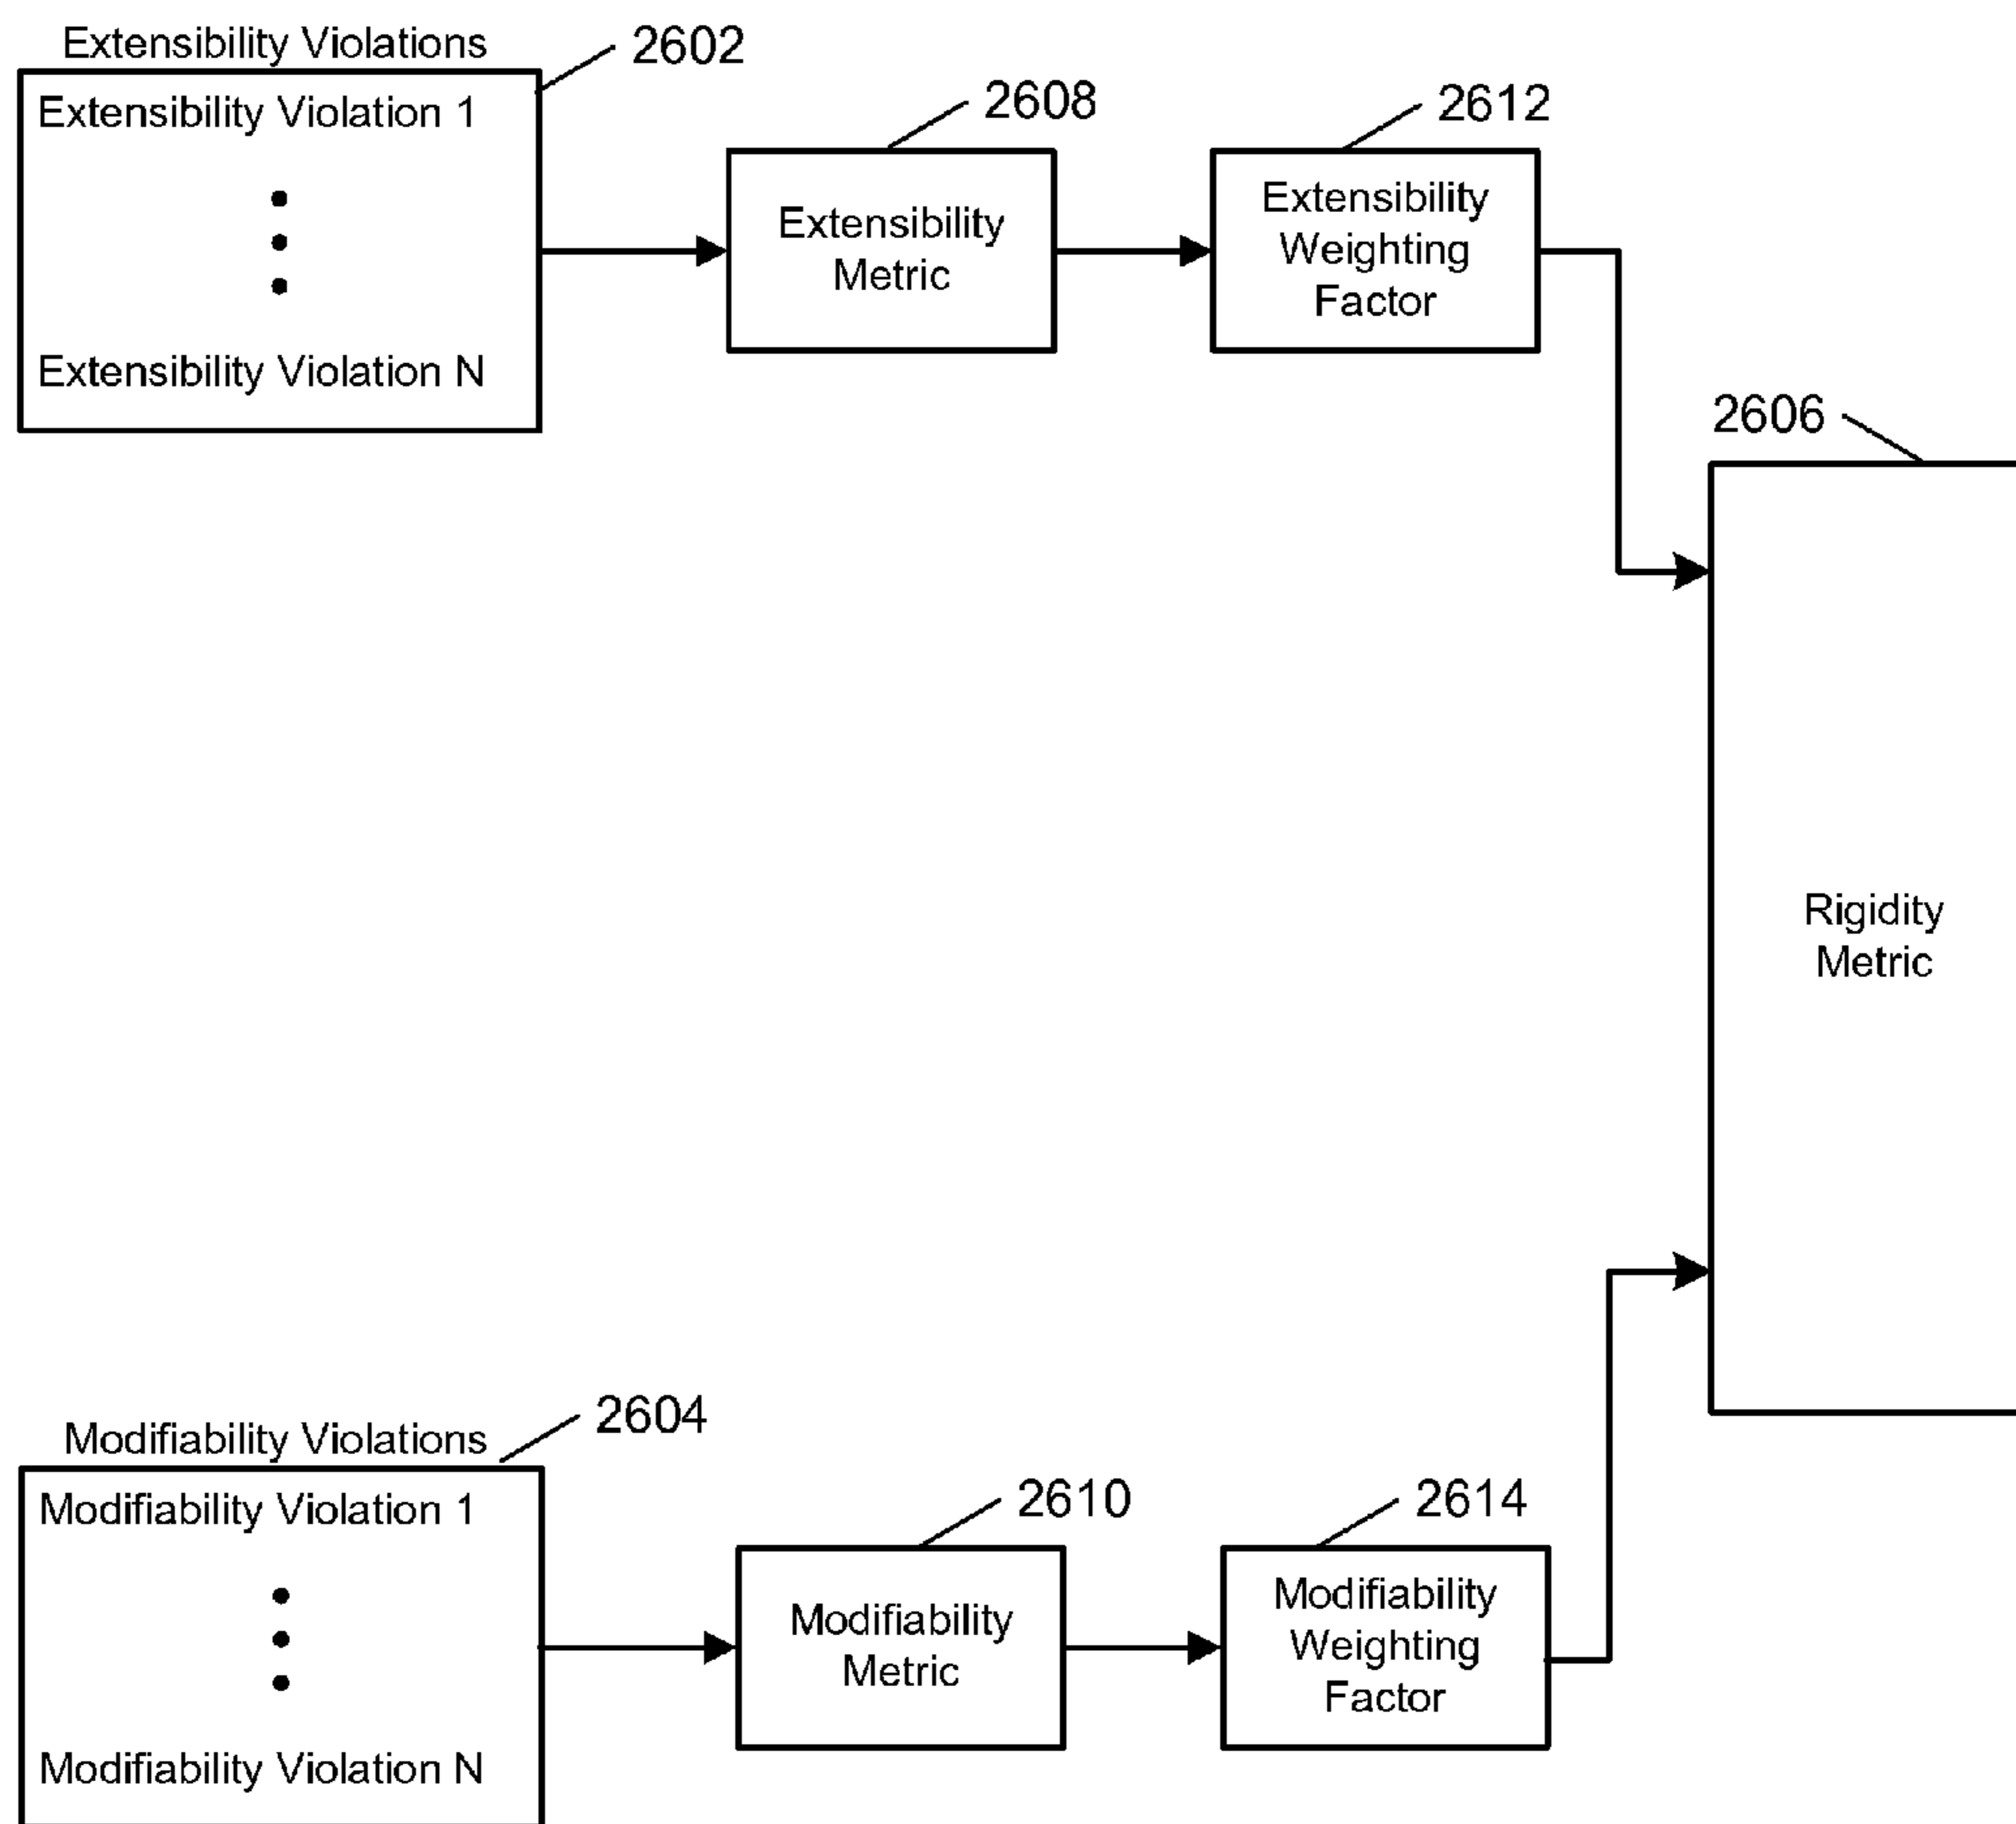 Extensibility Violations
2602
Extensibility Violation 1
Extensibility Violation N
2608
Extensibility
Metric
2612
Extensibility
Weighting
Factor
2606
Rigidity
Metric
Modifiability Violations
2604
Modifiability Violation 1
Modifiability Violation N
2610
Modifiability
Metric
2614
Modifiability
Weighting
Factor